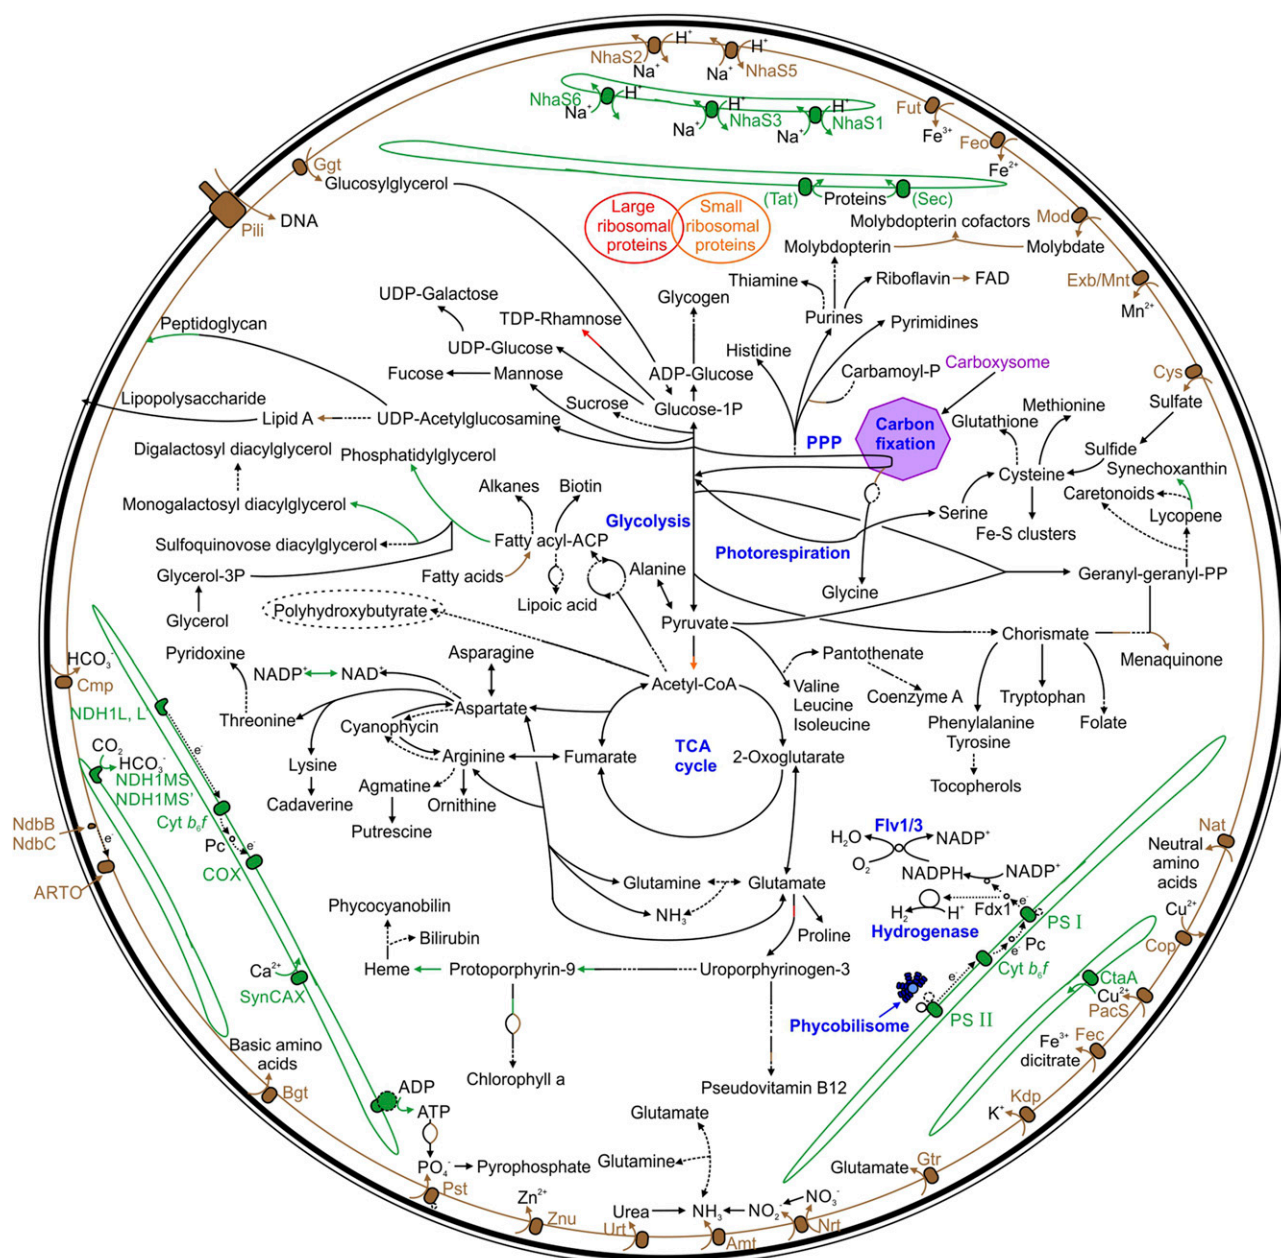 NhaS2
H⁺
Na⁺
H⁺
Na⁺
NhaS5
NhaS6
H⁺
Na⁺
H⁺
Na⁺
NhaS3
H⁺
Na⁺
NhaS1
Fut
Fe³⁺
Feo
Fe²⁺
Ggt
Glucosylglycerol
Pili
DNA
(Tat)
Proteins
(Sec)
Large
ribosomal
proteins
Small
ribosomal
proteins
Molybdopterin cofactors
Mod
Molybdopterin
Molybdate
Exb/Mnt
Mn²⁺
Thiamine
Riboflavin
FAD
Purines
Pyrimidines
UDP-Galactose
Glycogen
TDP-Rhamnose
Peptidoglycan
UDP-Glucose
Histidine
Carbamoyl-P
Carboxysome
Fucose
Mannose
ADP-Glucose
Cys
Sulfate
Lipopolysaccharide
Lipid A
UDP-Acetylglucosamine
Sucrose
Glucose-1P
PPP
Carbon
fixation
Glutathione
Methionine
Sulfide
Digalactosyl diacylglycerol
Phosphatidylglycerol
Cysteine
Synechoxanthin
Caretonoids
Monogalactosyl diacylglycerol
Alkanes
Biotin
Glycolysis
Serine
Fe-S clusters
Lycopene
Sulfoquinovose diacylglycerol
Fatty acyl-ACP
Photorespiration
Glycerol-3P
Fatty acids
Alanine
Glycine
Geranyl-geranyl-PP
Lipoic acid
Glycerol
Polyhydroxybutyrate
Pyruvate
Chorismate
Menaquinone
HCO₃⁻
Cmp
Pyridoxine
Asparagine
NADP⁺
NAD⁺
Acetyl-CoA
Pantothenate
Coenzyme A
Valine
Leucine
Isoleucine
Tryptophan
Phenylalanine
Tyrosine
Folate
Tocopherols
NDH1L, L'
Threonine
Aspartate
Cyanophycin
e⁻
CO₂
HCO₃⁻
NDH1MS
NDH1MS'
Lysine
Arginine
Fumarate
TCA
cycle
2-Oxoglutarate
Cadaverine
Agmatine
Ornithine
Putrescine
NdbB
NdbC
e⁻
ARTO
Cyt b₆f
Pc
e⁻
COX
Flv1/3
H₂O
O₂
NADP⁺
NADPH
NADP⁺
Nat
Neutral
amino
acids
Glutamine
Glutamate
NH₃
Proline
H₂
H⁺
Hydrogenase
Fdx1
e⁻
PS I
Cu²⁺
Cop
Phycocyanobilin
Bilirubin
Heme
Protoporphyrin-9
Uroporphyrinogen-3
Pc
e⁻
Cyt b₆f
e⁻
Phycobilisome
PS II
CtaA
Cu²⁺
PacS
Ca²⁺
SynCAX
Fec
Fe³⁺
dicitrate
Basic amino
acids
Bgt
Chlorophyll a
Pseudovitamin B12
Kdp
K⁺
ADP
ATP
PO₄⁻
Pyrophosphate
Pst
Glutamate
Glutamine
Glutamate
Gtr
Zn²⁺
Znu
Urea
NH₃
NO₂⁻
NO₃⁻
Urt
Amt
Nrt